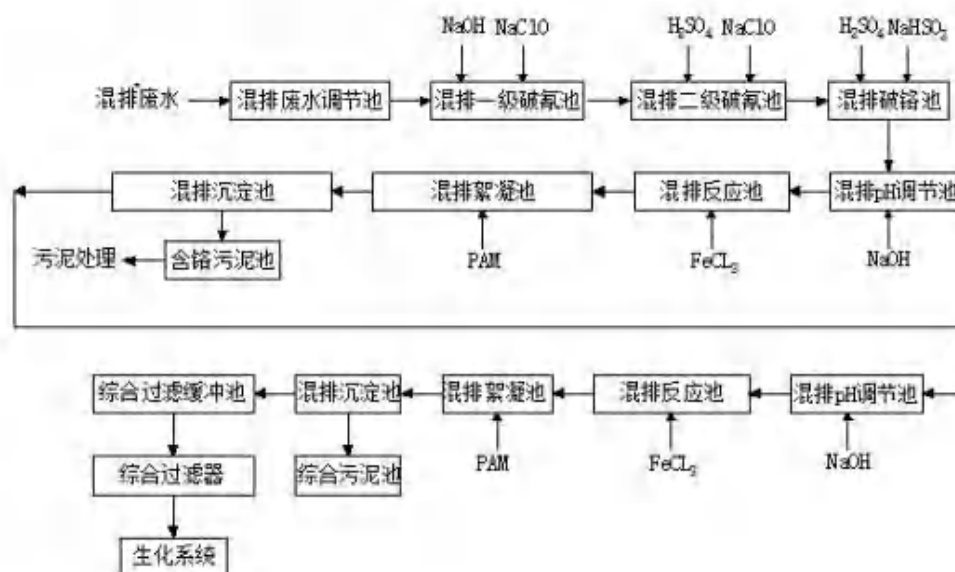 NaOH NaClO
H₂SO₄ NaClO
H₂SO₄ NaHSO₃
混排废水
混排废水调节池
混排一级破氰池
混排二级破氰池
混排破铬池
混排沉淀池
混排絮凝池
混排反应池
混排pH调节池
污泥处理
含铬污泥池
PAM
FeCL₂
NaOH
综合过滤缓冲池
混排沉淀池
混排絮凝池
混排反应池
混排pH调节池
综合过滤器
综合污泥池
PAM
FeCL₂
NaOH
生化系统